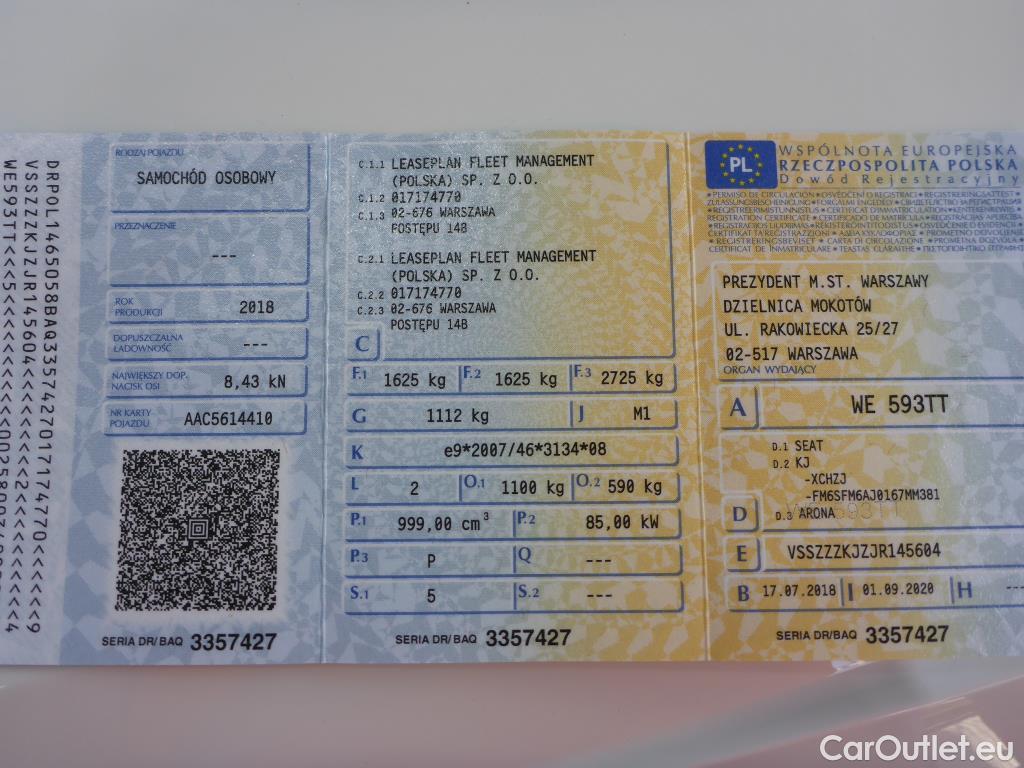 DRPOL1465058BAQ33574270171747​70<<<<<9
VSSZZZKJZJR145604
WE593TT<<5
RODZAJ POJAZDU
SAMOCHÓD OSOBOWY
PRZEZNACZENIE
---
ROK PRODUKCJI 2018
DOPUSZCZALNA ŁADOWNOŚĆ ---
NAJWIĘKSZY DOP. NACISK OSI 8,43 kN
NR KARTY POJAZDU AAC5614410
SERIA DR/BAQ 3357427
C.1.1 LEASEPLAN FLEET MANAGEMENT
(POLSKA) SP. Z O.O.
C.1.2 017174770
C.1.3 02-676 WARSZAWA
POSTĘPU 14B
C.2.1 LEASEPLAN FLEET MANAGEMENT
(POLSKA) SP. Z O.O.
C.2.2 017174770
C.2.3 02-676 WARSZAWA
POSTĘPU 14B
C
F.1 1625 kg F.2 1625 kg F.3 2725 kg
G 1112 kg J M1
K e9*2007/46*3134*08
L 2 O.1 1100 kg O.2 590 kg
P.1 999,00 cm³ P.2 85,00 kW
P.3 P Q ---
S.1 5 S.2 ---
SERIA DR/BAQ 3357427
PL
WSPÓLNOTA EUROPEJSKA
RZECZPOSPOLITA POLSKA
Dowód Rejestracyjny
PREZYDENT M.ST. WARSZAWY
DZIELNICA MOKOTÓW
UL. RAKOWIECKA 25/27
02-517 WARSZAWA
ORGAN WYDAJĄCY
A WE 593TT
D.1 SEAT
D.2 KJ
-XCHZJ
-FM6SFM6AJ0167MM381
D D.3 ARONA
E VSSZZZKJZJR145604
B 17.07.2018 I 01.09.2020 H ---
SERIA DR/BAQ 3357427
CarOutlet.eu